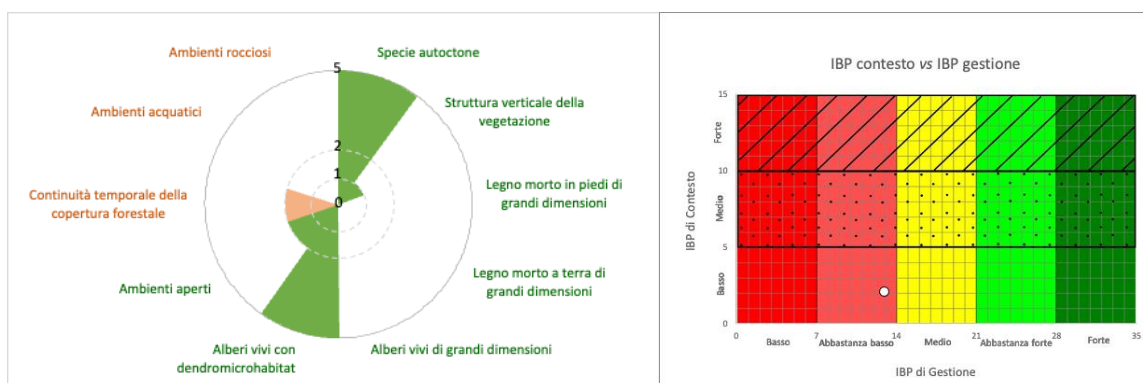 Ambienti rocciosi
Specie autoctone
5
Ambienti acquatici
Struttura verticale della
vegetazione
2
1
Continuità temporale della
copertura forestale
0
Legno morto in piedi di
grandi dimensioni
Ambienti aperti
Legno morto a terra di
grandi dimensioni
Alberi vivi con
dendromicrohabitat
Alberi vivi di grandi dimensioni
IBP contesto vs IBP gestione
IBP di Contesto
15
Forte
10
Medio
5
Basso
0
0 7 14 21 28 35
Basso Abbastanza basso Medio Abbastanza forte Forte
IBP di Gestione